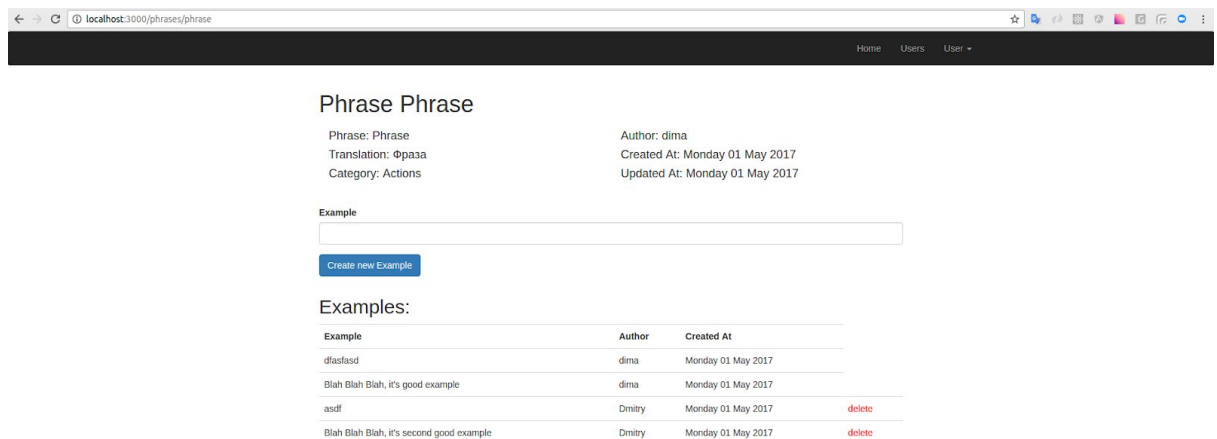 localhost:3000/phrases/phrase
Home Users User
Phrase Phrase
Phrase: Phrase Author: dima
Translation: Фраза Created At: Monday 01 May 2017
Category: Actions Updated At: Monday 01 May 2017
Example
Create new Example
Examples:
Example Author Created At
dfasfasd dima Monday 01 May 2017
Blah Blah Blah, it's good example dima Monday 01 May 2017
asdf Dmitry Monday 01 May 2017 delete
Blah Blah Blah, it's second good example Dmitry Monday 01 May 2017 delete